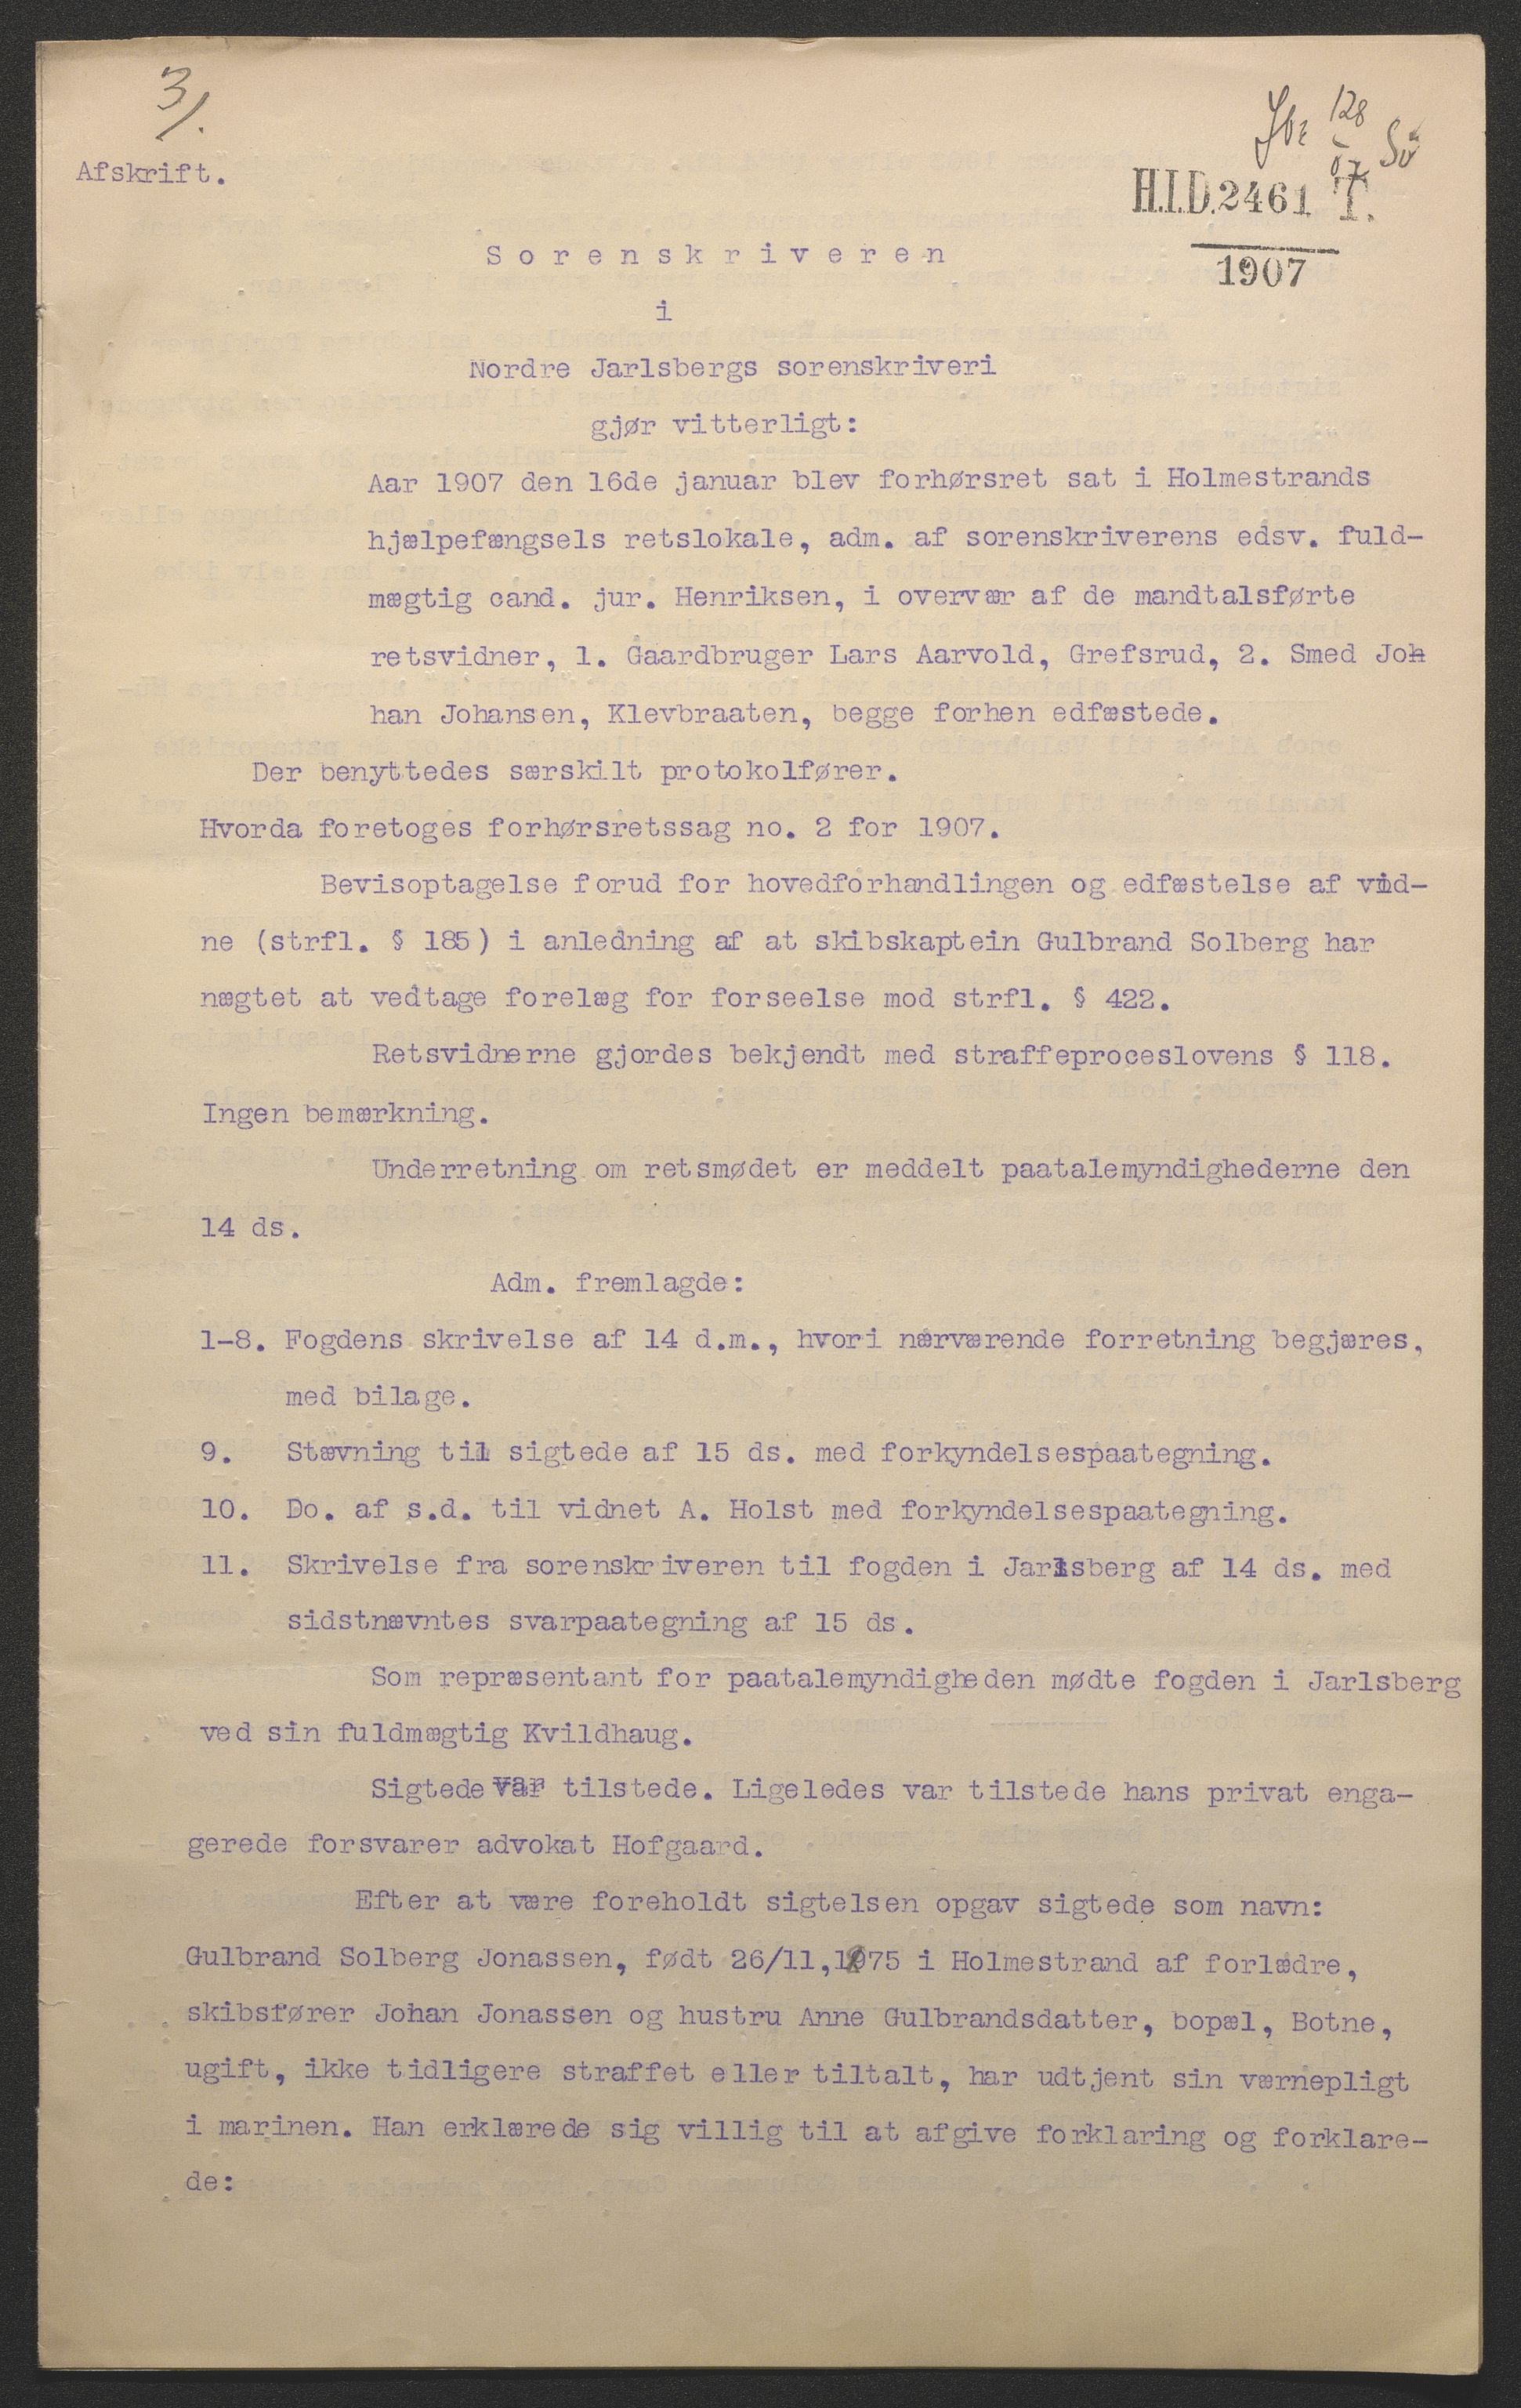 3/.
128
07
Afskrift.
H.I.D. 2461 T.
1907
Sorenskriveren
i
Nordre Jarlsbergs sorenskriveri
gjør vitterligt:
Aar 1907 den 16de januar blev forhørsret sat i Holmestrands
hjælpefængsels retslokale, adm. af sorenskriverens edsv. fuld-
mægtig cand. jur. Henriksen, i overvær af de mandtalsførte
retsvidner, 1. Gaardbruger Lars Aarvold, Grefsrud, 2. Smed Joh
han Johansen, Klevbraaten, begge forhen edfæstede.
Der benyttedes særskilt protokolfører.
Hvorda foretoges forhørsretssag no. 2 for 1907.
Bevisoptagelse forud for hovedforhandlingen og edfæstelse af vid-
ne (strfl. § 185) i anledning af at skibskaptein Gulbrand Solberg har
nægtet at vedtage forelæg for forseelse mod strfl. § 422.
Retsvidnerne gjordes bekjendt med straffeproceslovens § 118.
Ingen bemærkning.
Underretning om retsmødet er meddelt paatalemyndighederne den
14 ds.
Adm. fremlagde:
1-8. Fogdens skrivelse af 14 d.m., hvori nærværende forretning begjæres,
med bilage.
9. Stævning til sigtede af 15 ds. med forkyndelsespaategning.
10. Do. af s.d. til vidnet A. Holst med forkyndelsespaategning.
11. Skrivelse fra sorenskriveren til fogden i Jarlsberg af 14 ds. med
sidstnævntes svarpaategning af 15 ds.
Som repræsentant for paatalemyndigheden mødte fogden i Jarlsberg
ved sin fuldmægtig Kvildhaug.
Sigtede var tilstede. Ligeledes var tilstede hans privat enga-
gerede forsvarer advokat Hofgaard.
Efter at være foreholdt sigtelsen opgav sigtede som navn:
Gulbrand Solberg Jonassen, født 26/11,1875 i Holmestrand af forlædre,
skibsfører Johan Jonassen og hustru Anne Gulbrandsdatter, bopæl, Botne,
ugift, ikke tidligere straffet eller tiltalt, har udtjent sin værnepligt
i marinen. Han erklærede sig villig til at afgive forklaring og forklare-
de: